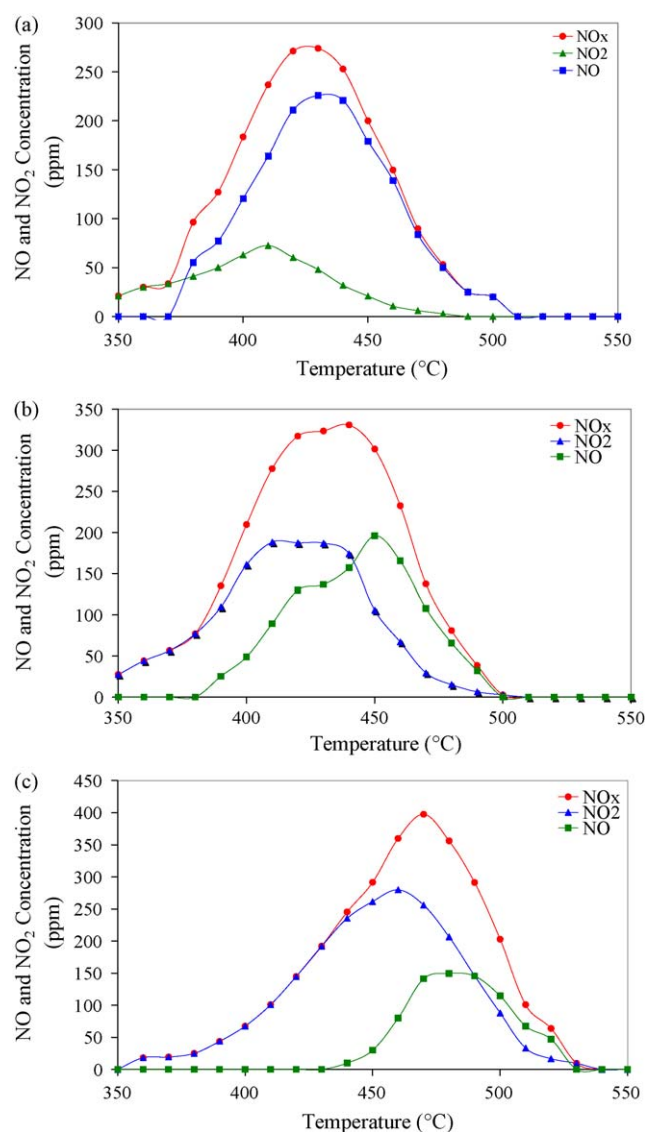 (a)
300
250
200
150
100
50
0
NO and NO₂ Concentration
(ppm)
NOx
NO2
NO
350 400 450 500 550
Temperature (°C)
(b)
350
300
250
200
150
100
50
0
NO and NO₂ Concentration
(ppm)
NOx
NO2
NO
350 400 450 500 550
Temperature (°C)
(c)
450
400
350
300
250
200
150
100
50
0
NO and NO₂ Concentration
(ppm)
NOx
NO2
NO
350 400 450 500 550
Temperature (°C)